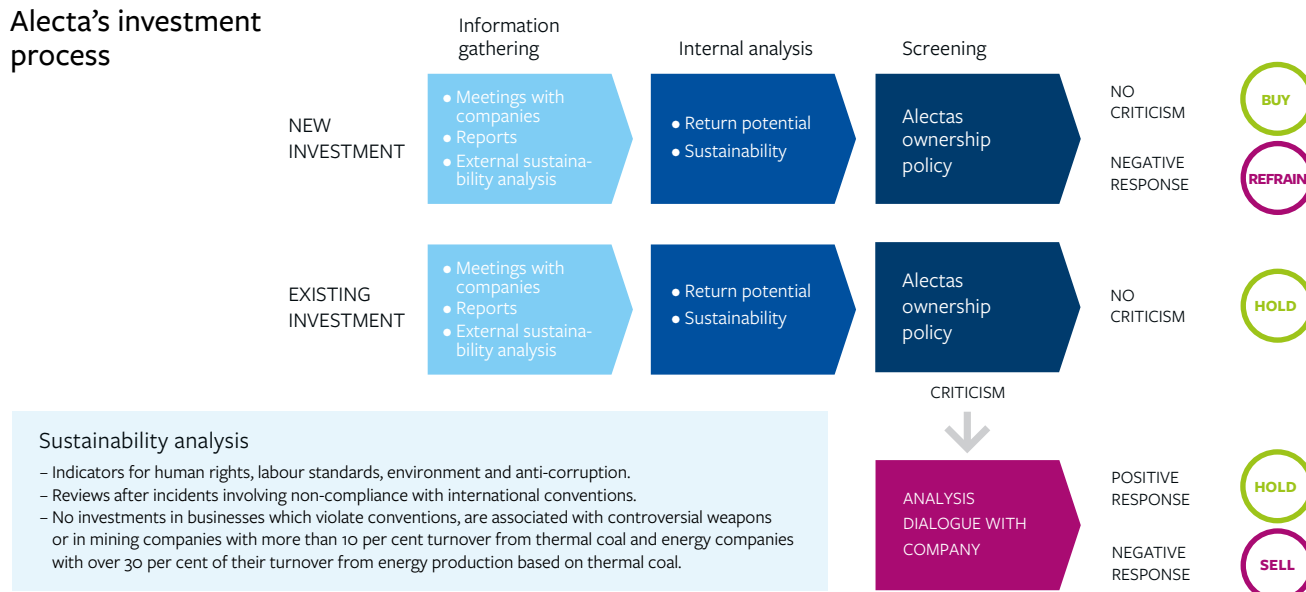 Alecta's investment
process
Information
gathering
Internal analysis
Screening
NEW
INVESTMENT
● Meetings with
companies
● Reports
● External sustaina-
bility analysis
● Return potential
● Sustainability
Alectas
ownership
policy
NO
CRITICISM
BUY
NEGATIVE
RESPONSE
REFRAIN
EXISTING
INVESTMENT
● Meetings with
companies
● Reports
● External sustaina-
bility analysis
● Return potential
● Sustainability
Alectas
ownership
policy
NO
CRITICISM
HOLD
CRITICISM
ANALYSIS
DIALOGUE WITH
COMPANY
POSITIVE
RESPONSE
HOLD
NEGATIVE
RESPONSE
SELL
Sustainability analysis
– Indicators for human rights, labour standards, environment and anti-corruption.
– Reviews after incidents involving non-compliance with international conventions.
– No investments in businesses which violate conventions, are associated with controversial weapons
or in mining companies with more than 10 per cent turnover from thermal coal and energy companies
with over 30 per cent of their turnover from energy production based on thermal coal.